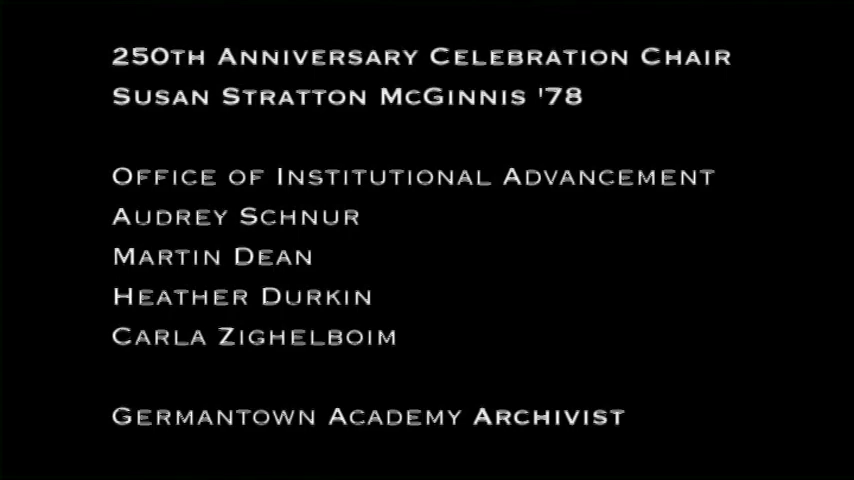 250TH ANNIVERSARY CELEBRATION CHAIR
SUSAN STRATTON MCGINNIS '78
OFFICE OF INSTITUTIONAL ADVANCEMENT
AUDREY SCHNUR
MARTIN DEAN
HEATHER DURKIN
CARLA ZIGHELBOIM
GERMANTOWN ACADEMY ARCHIVIST